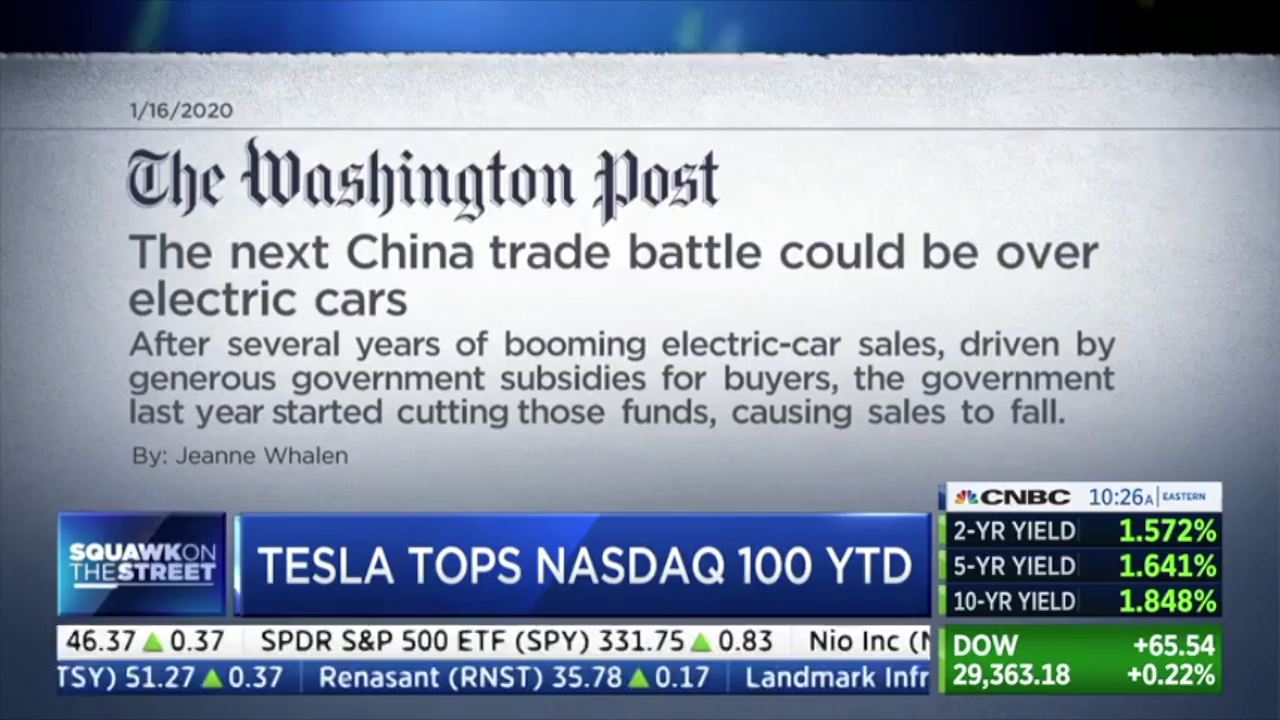 1/16/2020
The Washington Post
The next China trade battle could be over
electric cars
After several years of booming electric-car sales, driven by
generous government subsidies for buyers, the government
last year started cutting those funds, causing sales to fall.
By: Jeanne Whalen
CNBC 10:26A EASTERN
2-YR YIELD 1.572%
5-YR YIELD 1.641%
10-YR YIELD 1.848%
SQUAWK ON
THE STREET
TESLA TOPS NASDAQ 100 YTD
46.37 ▲ 0.37 SPDR S&P 500 ETF (SPY) 331.75 ▲ 0.83 Nio Inc (N
TSY) 51.27 ▲ 0.37 Renasant (RNST) 35.78 ▲ 0.17 Landmark Infr
DOW +65.54
29,363.18 +0.22%